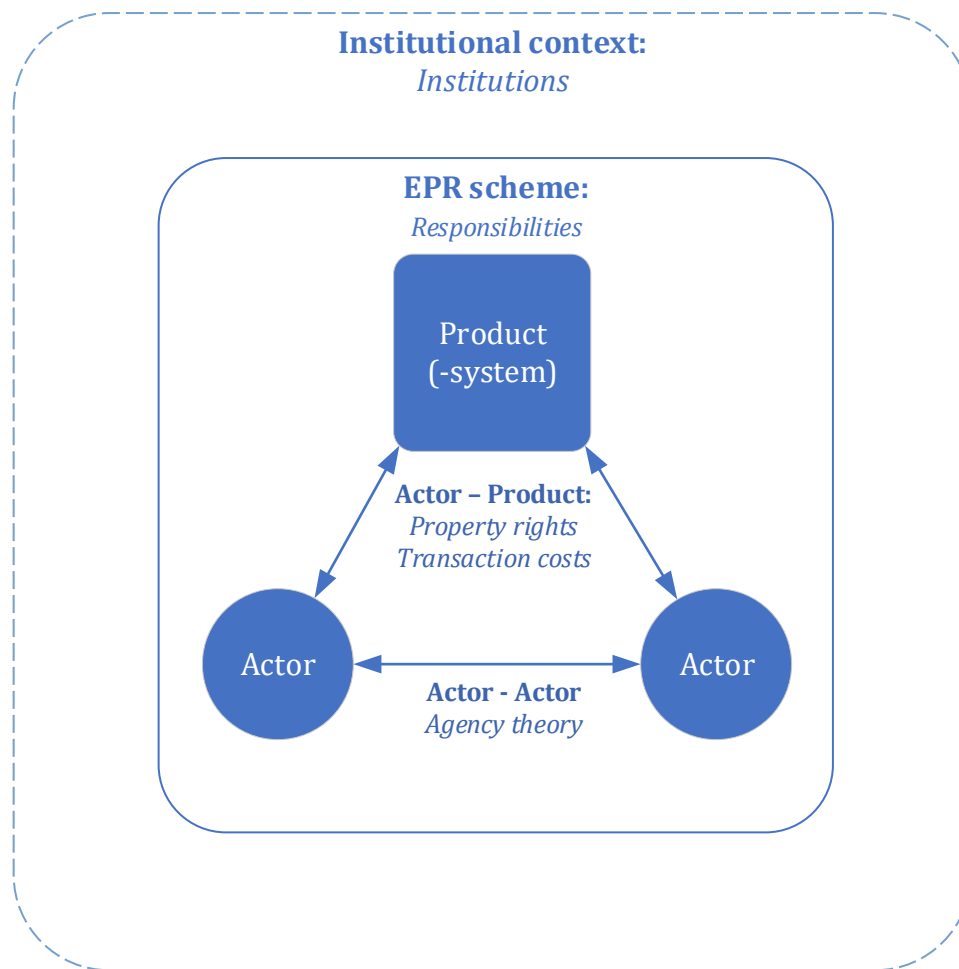 Institutional context:
Institutions
EPR scheme:
Responsibilities
Product
(-system)
Actor – Product:
Property rights
Transaction costs
Actor
Actor
Actor - Actor
Agency theory